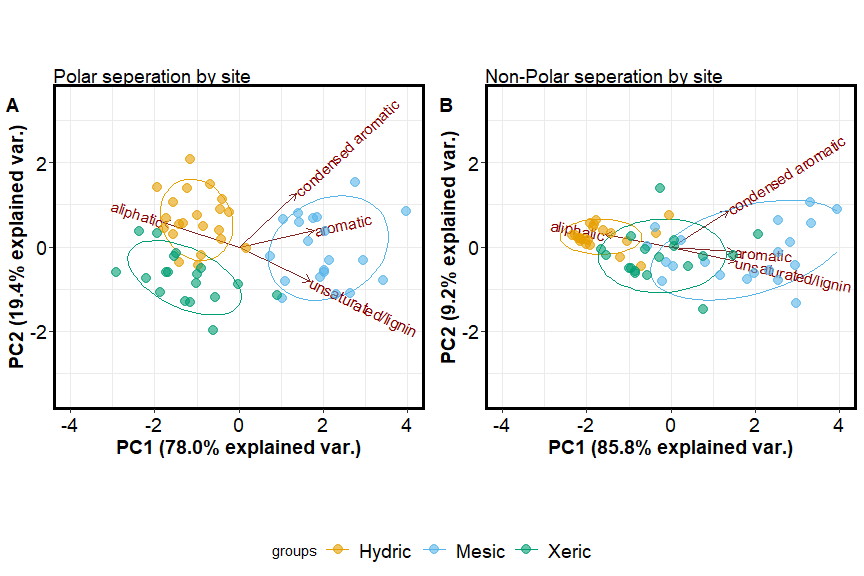 Polar seperation by site
Non-Polar seperation by site
A
B
PC2 (19.4% explained var.)
2
0
-2
condensed aromatic
aliphatic
aromatic
unsaturated/lignin
-4
-2
0
2
4
PC1 (78.0% explained var.)
PC2 (9.2% explained var.)
2
0
-2
condensed aromatic
aliphatic
aromatic
unsaturated/lignin
-4
-2
0
2
4
PC1 (85.8% explained var.)
groups Hydric Mesic Xeric